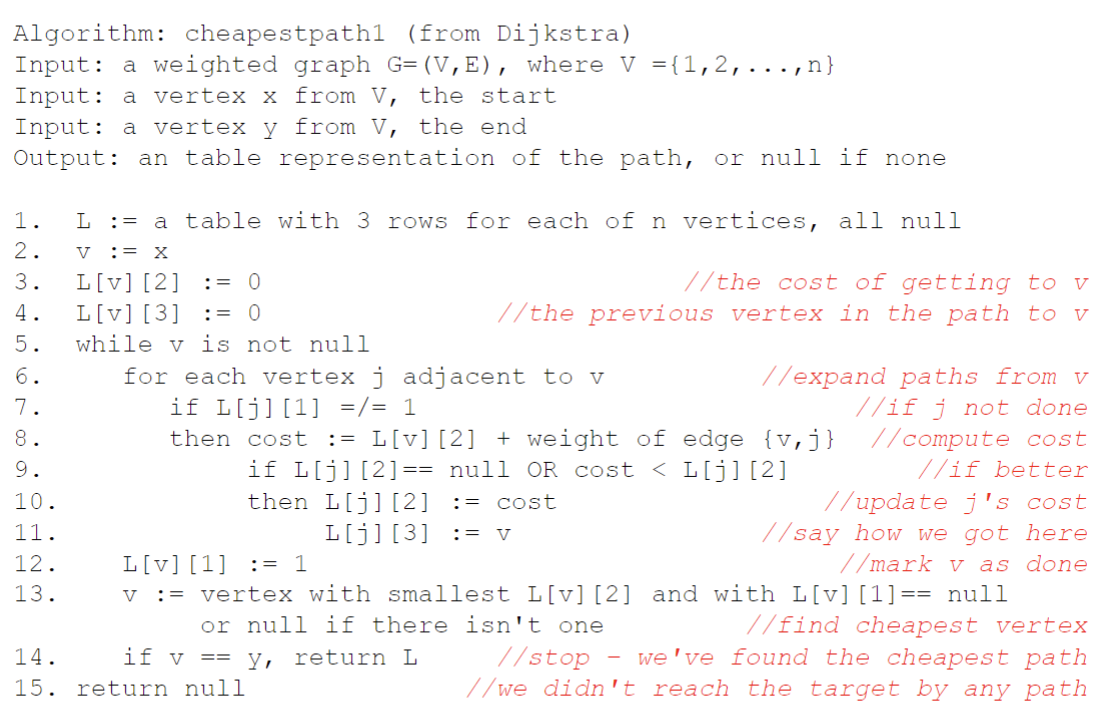 Algorithm: cheapestpath1 (from Dijkstra)
Input: a weighted graph G=(V,E), where V ={1,2,...,n}
Input: a vertex x from V, the start
Input: a vertex y from V, the end
Output: an table representation of the path, or null if none
1. L := a table with 3 rows for each of n vertices, all null
2. v := x
3. L[v][2] := 0 //the cost of getting to v
4. L[v][3] := 0 //the previous vertex in the path to v
5. while v is not null
6. for each vertex j adjacent to v //expand paths from v
7. if L[j][1] =/= 1 //if j not done
8. then cost := L[v][2] + weight of edge {v,j} //compute cost
9. if L[j][2]== null OR cost < L[j][2] //if better
10. then L[j][2] := cost //update j's cost
11. L[j][3] := v //say how we got here
12. L[v][1] := 1 //mark v as done
13. v := vertex with smallest L[v][2] and with L[v][1]== null
or null if there isn't one //find cheapest vertex
14. if v == y, return L //stop - we've found the cheapest path
15. return null //we didn't reach the target by any path